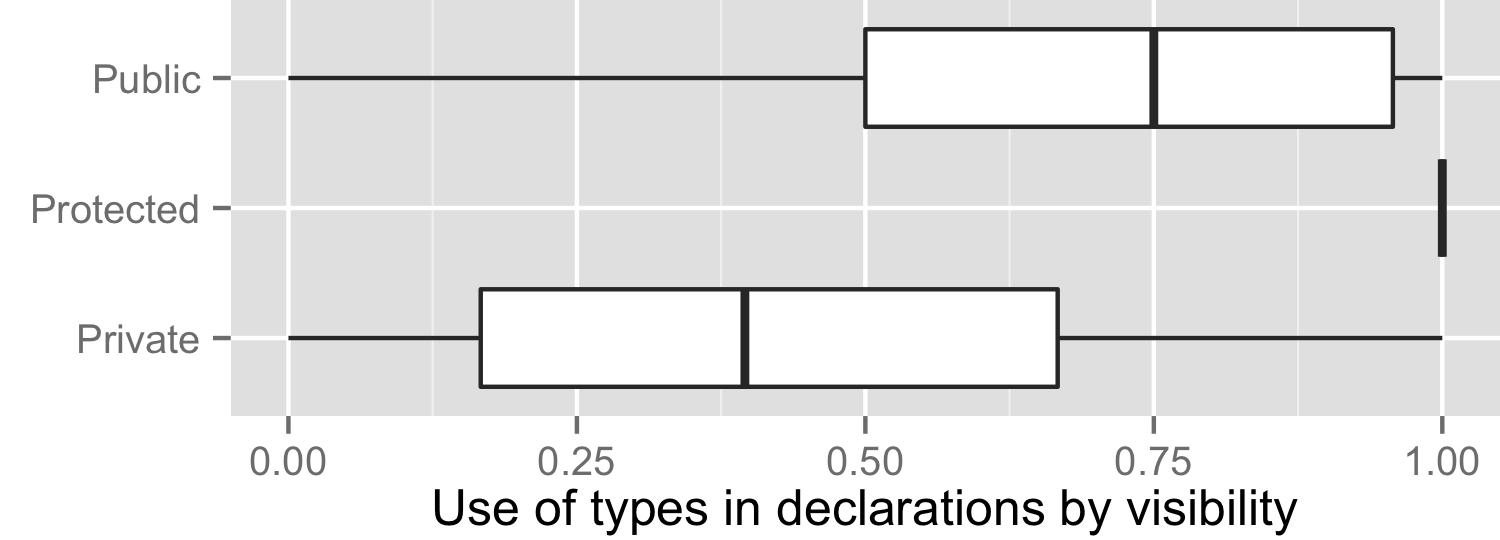 Public
Protected
Private
0.00 0.25 0.50 0.75 1.00
Use of types in declarations by visibility